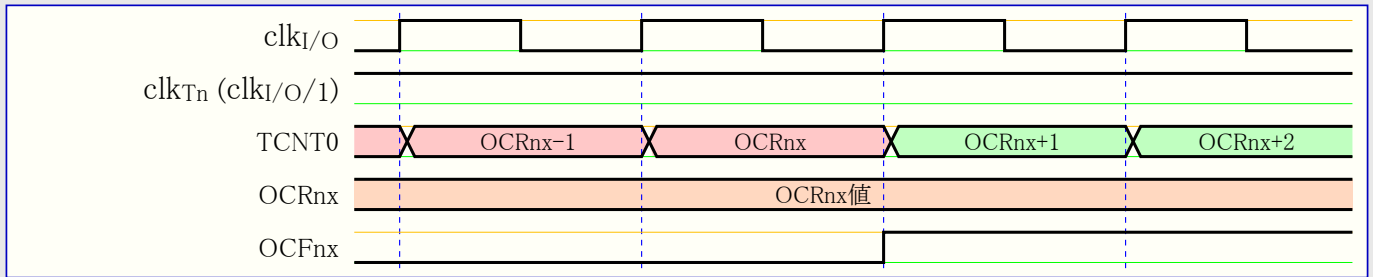 clkI/O
clkTn (clkI/O/1)
TCNT0 OCRnx-1 OCRnx OCRnx+1 OCRnx+2
OCRnx OCRnx値
OCFnx